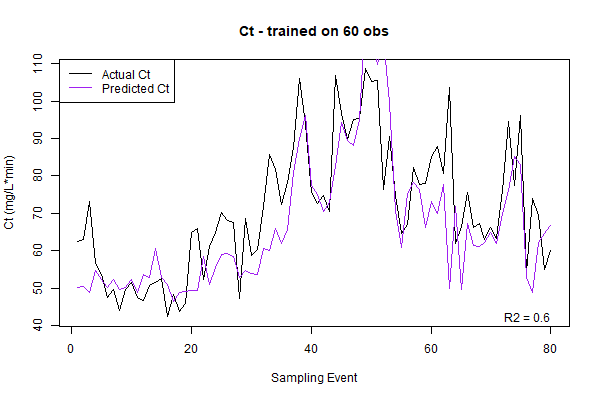 Ct - trained on 60 obs
Actual Ct
Predicted Ct
110
100
90
80
70
60
50
40
Ct (mg/L*min)
R2 = 0.6
0
20
40
60
80
Sampling Event